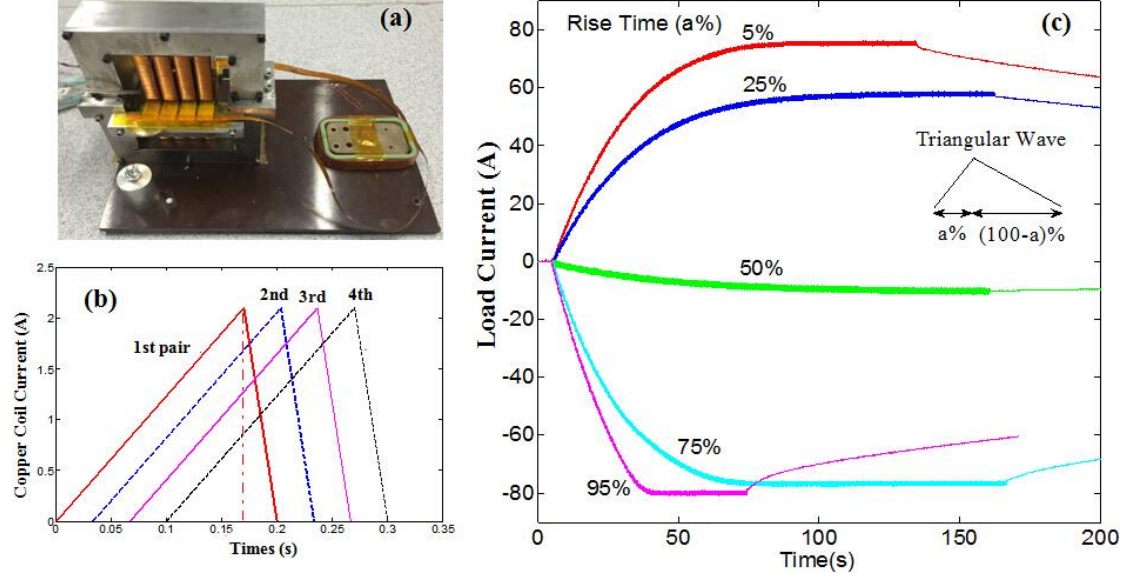 (a)
(b)
2.5
2
1.5
1
0.5
0
0
0.05
0.1
0.15
0.2
0.25
0.3
0.35
Copper Coil Current (A)
Times (s)
1st pair
2nd
3rd
4th
(c)
Rise Time (a%)
5%
25%
50%
75%
95%
Triangular Wave
a%
(100-a)%
Load Current (A)
80
60
40
20
0
-20
-40
-60
-80
0
50
100
150
200
Time(s)